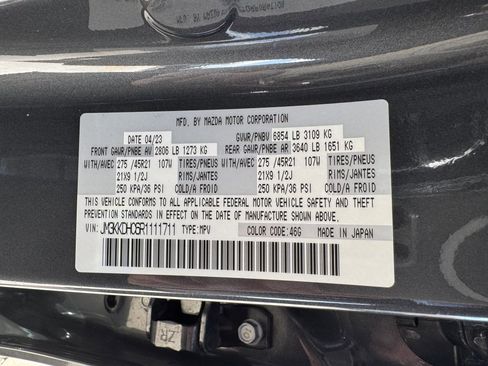 MFD. BY MAZDA MOTOR CORPORATION
DATE 04/23 GVWR/PNBV 6854 LB 3109 KG
FRONT GAWR/PNBE AV 2806 LB 1273 KG REAR GAWR/PNBE AR 3640 LB 1651 KG
WITH/AVEC 275 /45R21 107W TIRES/PNEUS WITH/AVEC 275 /45R21 107W TIRES/PNEUS
21X9 1/2J RIMS/JANTES 21X9 1/2J RIMS/JANTES
250 KPA/36 PSI COLD/A FROID 250 KPA/36 PSI COLD/A FROID
THIS VEHICLE CONFORMS TO ALL APPLICABLE FEDERAL MOTOR VEHICLE SAFETY AND THEFT
PREVENTION STANDARDS IN EFFECT ON THE DATE OF MANUFACTURE SHOWN ABOVE.
VIN: JM3KKDHC6R1111711 TYPE:MPV COLOR CODE:46G MADE IN JAPAN
ZR